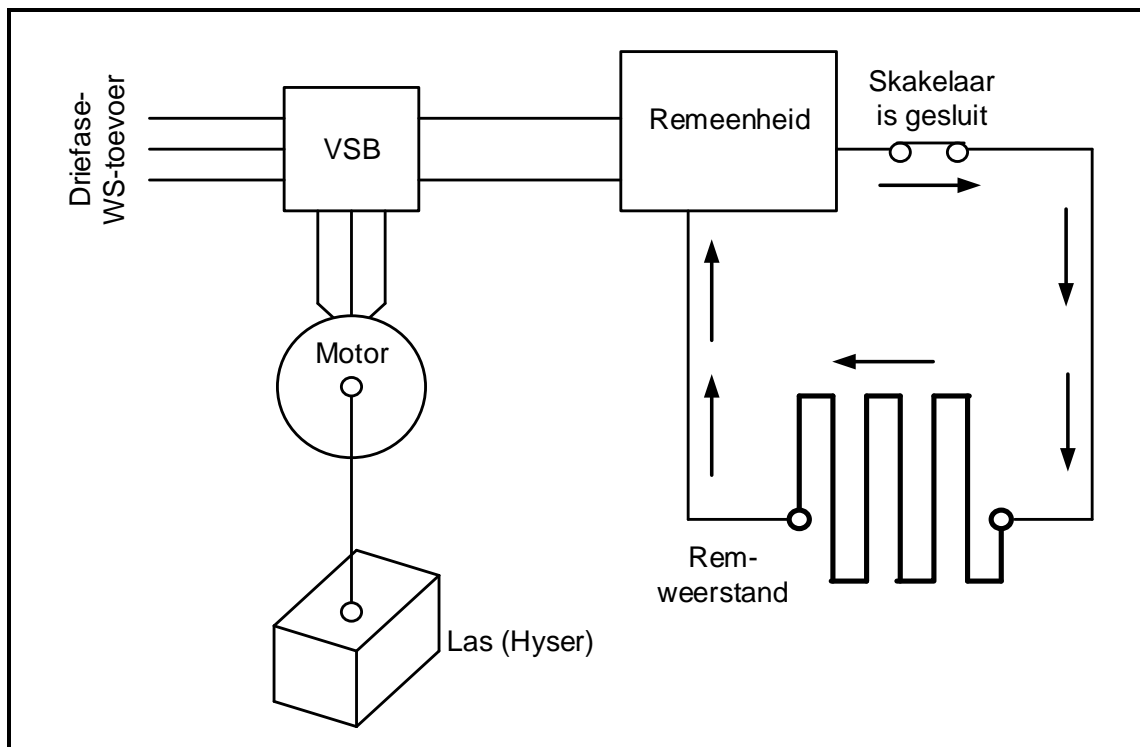 Driefase-
WS-toevoer
VSB
Remeenheid
Skakelaar
is gesluit
Motor
Rem-
weerstand
Las (Hyser)